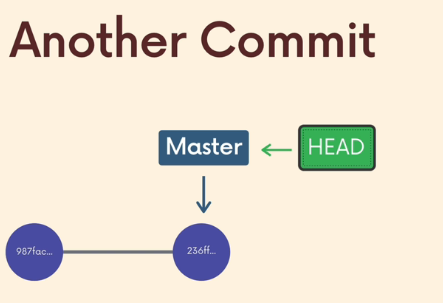 Another Commit
Master
HEAD
987fac...
236ff...